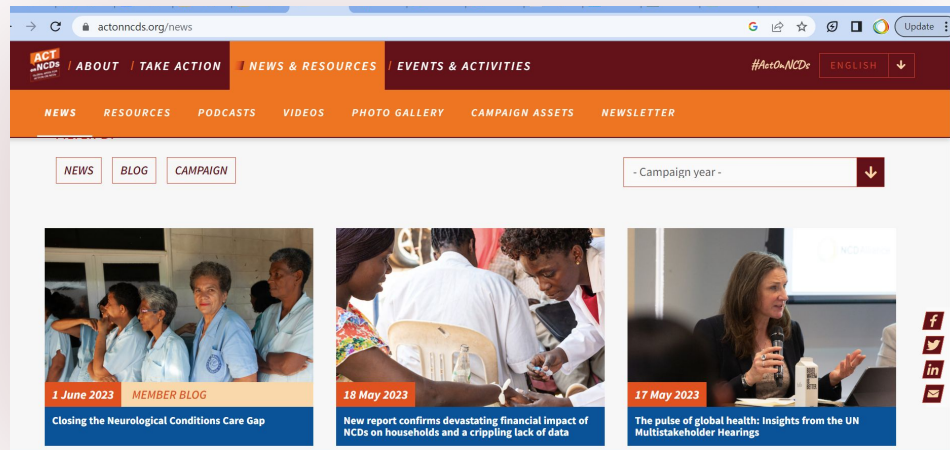 actonncds.org/news
Update
ACT
ON NCDs
ABOUT / TAKE ACTION NEWS & RESOURCES / EVENTS & ACTIVITIES
#ActOnNCDs
ENGLISH
NEWS RESOURCES PODCASTS VIDEOS PHOTO GALLERY CAMPAIGN ASSETS NEWSLETTER
NEWS BLOG CAMPAIGN
- Campaign year -
1 June 2023 MEMBER BLOG
Closing the Neurological Conditions Care Gap
18 May 2023
New report confirms devastating financial impact of
NCDs on households and a crippling lack of data
17 May 2023
The pulse of global health: Insights from the UN
Multistakeholder Hearings